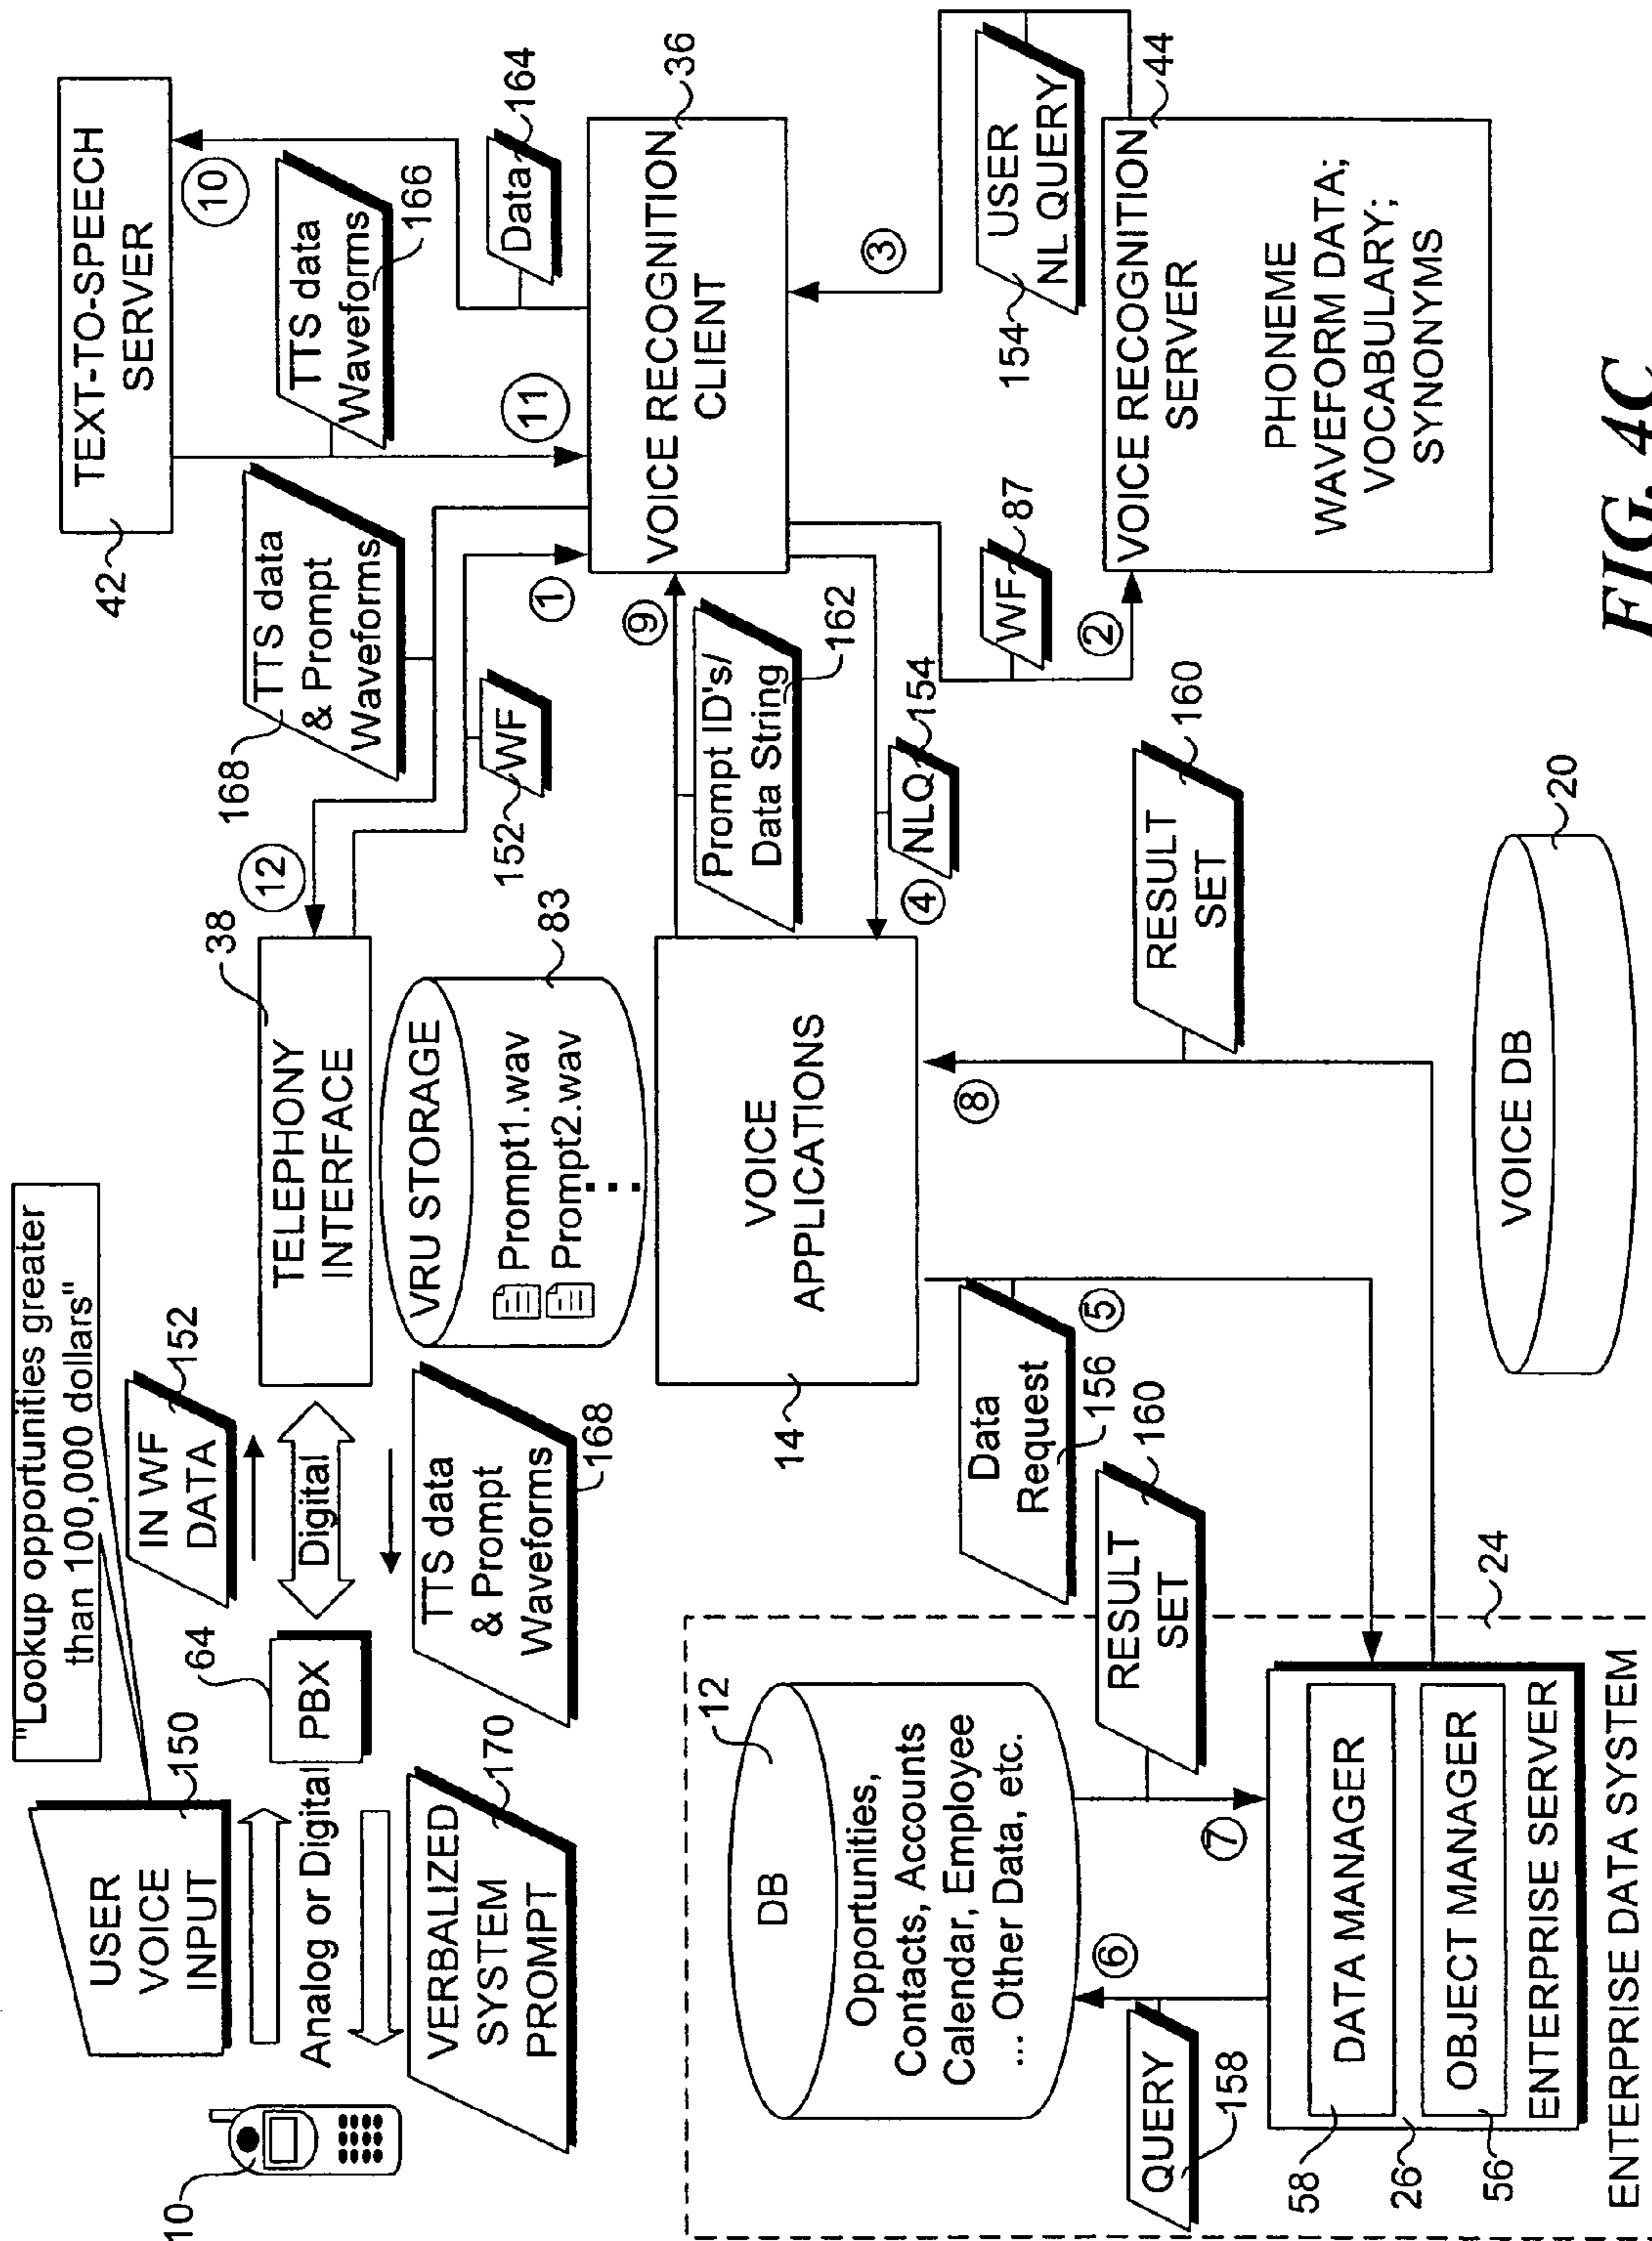 "Lookup opportunities greater
than 100,000 dollars"
USER
VOICE
INPUT
150
10
Analog or Digital
64
PBX
IN WF
DATA
152
Digital
VERBALIZED
SYSTEM
PROMPT
170
TTS data
& Prompt
Waveforms
168
38
TELEPHONY
INTERFACE
12
168
TTS data
& Prompt
Waveforms
152
WF
42
TEXT-TO-SPEECH
SERVER
10
TTS data
Waveforms
166
Data
164
11
1
VRU STORAGE
83
Prompt1.wav
Prompt2.wav
...
VOICE
APPLICATIONS
14
9
Prompt ID's/
Data String
162
4
NLQ
154
VOICE RECOGNITION
CLIENT
36
3
USER
NL QUERY
154
WF
87
2
VOICE RECOGNITION
SERVER
44
PHONEME
WAVEFORM DATA;
VOCABULARY;
SYNONYMS
Data
Request
156
5
8
RESULT
SET
160
12
DB
Opportunities,
Contacts, Accounts
Calendar, Employee
... Other Data, etc.
RESULT
SET
160
QUERY
158
6
7
24
58
DATA MANAGER
26
56
OBJECT MANAGER
ENTERPRISE SERVER
ENTERPRISE DATA SYSTEM
VOICE DB
20
FIG. 4C